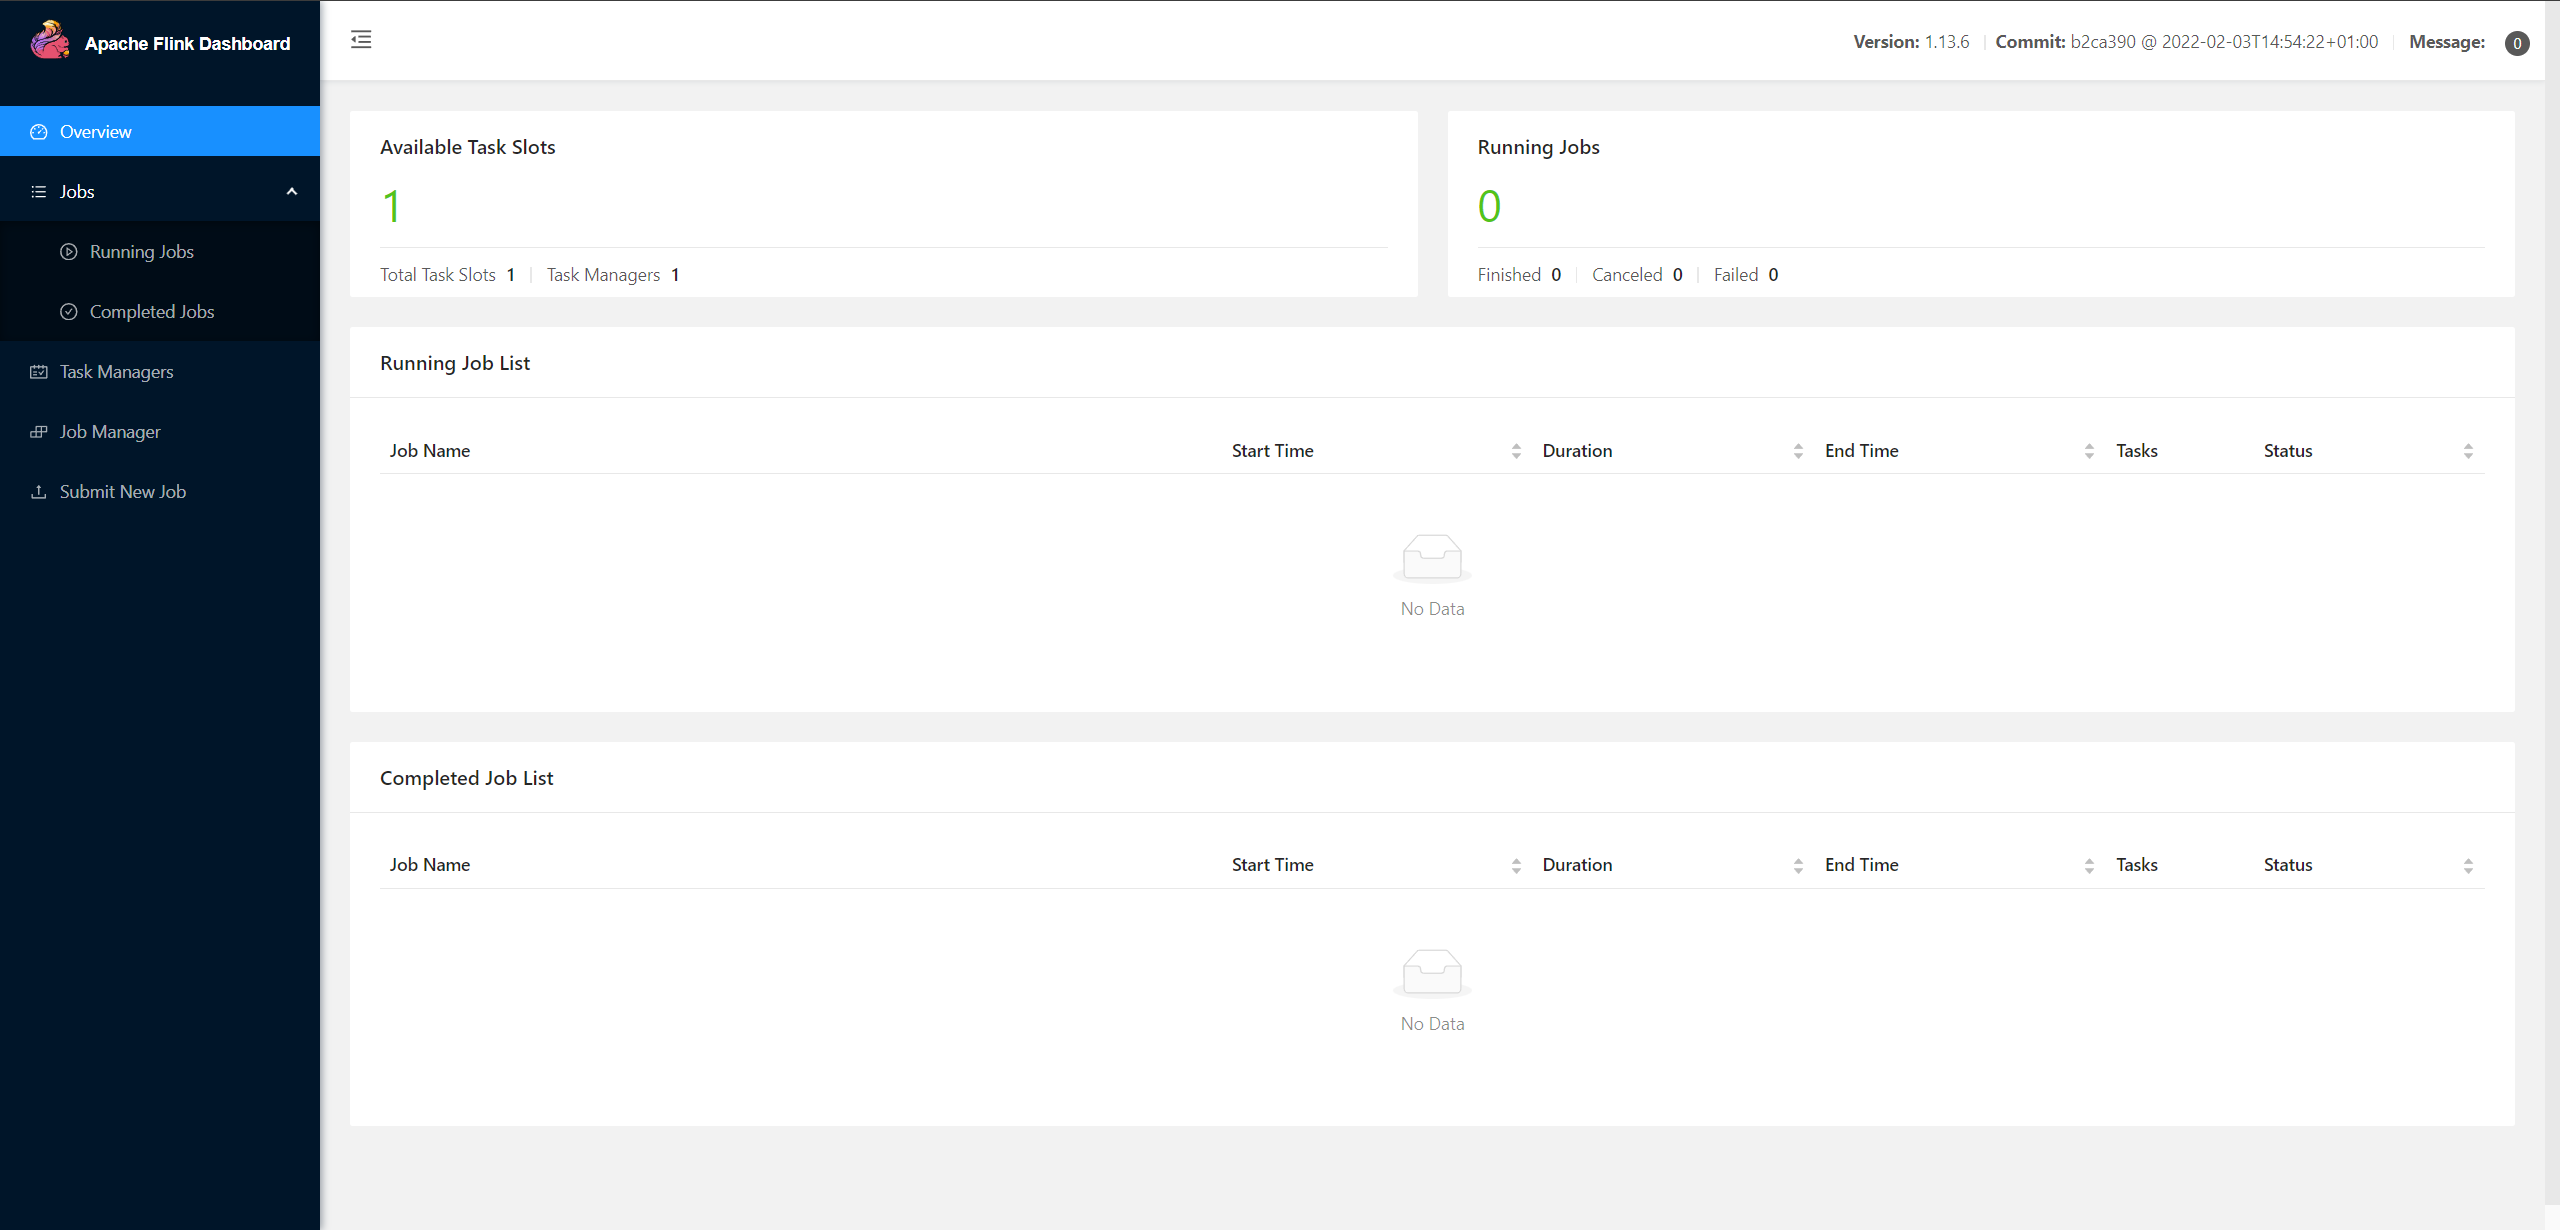 Apache Flink Dashboard
Version: 1.13.6 Commit: b2ca390 @ 2022-02-03T14:54:22+01:00 Message: 0
Overview
Jobs
Running Jobs
Completed Jobs
Task Managers
Job Manager
Submit New Job
Available Task Slots
1
Total Task Slots 1 Task Managers 1
Running Jobs
0
Finished 0 Canceled 0 Failed 0
Running Job List
Job Name Start Time Duration End Time Tasks Status
No Data
Completed Job List
Job Name Start Time Duration End Time Tasks Status
No Data